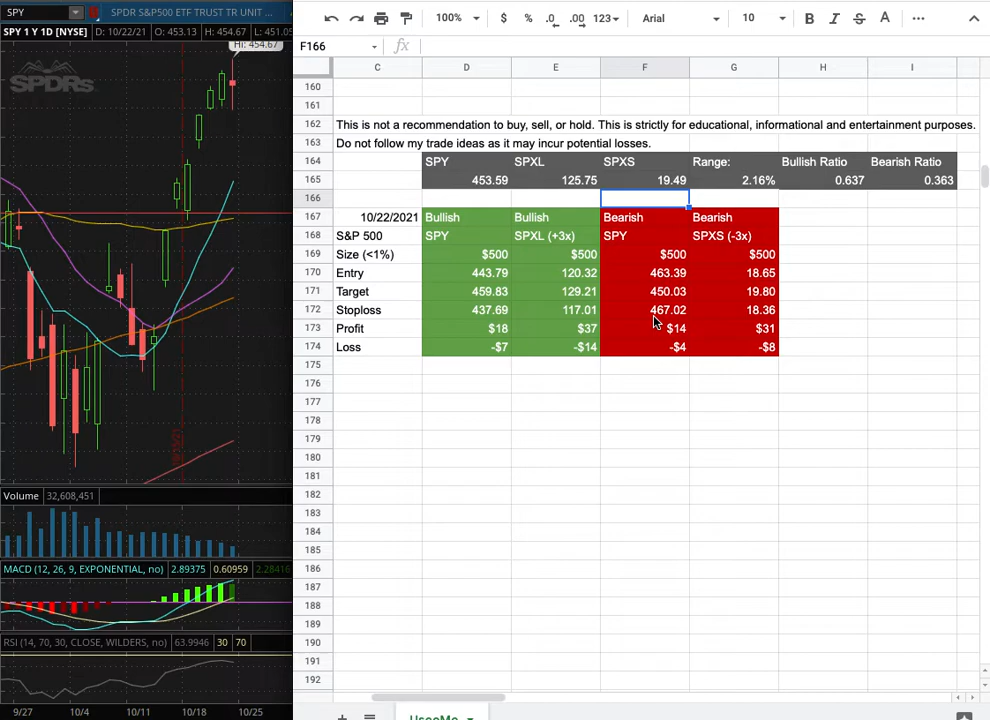 SPY
SPDR S&P500 ETF TRUST TR UNIT ...
SPY 1 Y 1D [NYSE] D: 10/22/21 O: 453.13 H: 454.67 L: 451.05
Hi: 454.67
SPDRs
Volume 32,608,451
MACD (12, 26, 9, EXPONENTIAL, no) 2.89375 0.60959 2.28416
RSI (14, 70, 30, CLOSE, WILDERS, no) 63.9946 30 70
9/27 10/4 10/11 10/18 10/25
100% $ % .0 .00 123 Arial 10 B I S A ...
F166 fx
C D E F G H I
160
161
162 This is not a recommendation to buy, sell, or hold. This is strictly for educational, informational and entertainment purposes.
163 Do not follow my trade ideas as it may incur potential losses.
164 SPY SPXL SPXS Range: Bullish Ratio Bearish Ratio
165 453.59 125.75 19.49 2.16% 0.637 0.363
166
167 10/22/2021 Bullish Bullish Bearish Bearish
168 S&P 500 SPY SPXL (+3x) SPY SPXS (-3x)
169 Size (<1%) $500 $500 $500 $500
170 Entry 443.79 120.32 463.39 18.65
171 Target 459.83 129.21 450.03 19.80
172 Stoploss 437.69 117.01 467.02 18.36
173 Profit $18 $37 $14 $31
174 Loss -$7 -$14 -$4 -$8
175
176
177
178
179
180
181
182
183
184
185
186
187
188
189
190
191
192